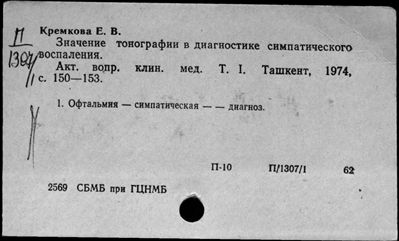 П
1307/1
Кремкова Е. В.
Значение тонографии в диагностике симпатического
воспаления.
Акт. вопр. клин. мед. Т. I. Ташкент, 1974,
с. 150—153.
1. Офтальмия — симпатическая — — диагноз.
П-10 П/1307/1 62
2569 СБМБ при ГЦНМБ